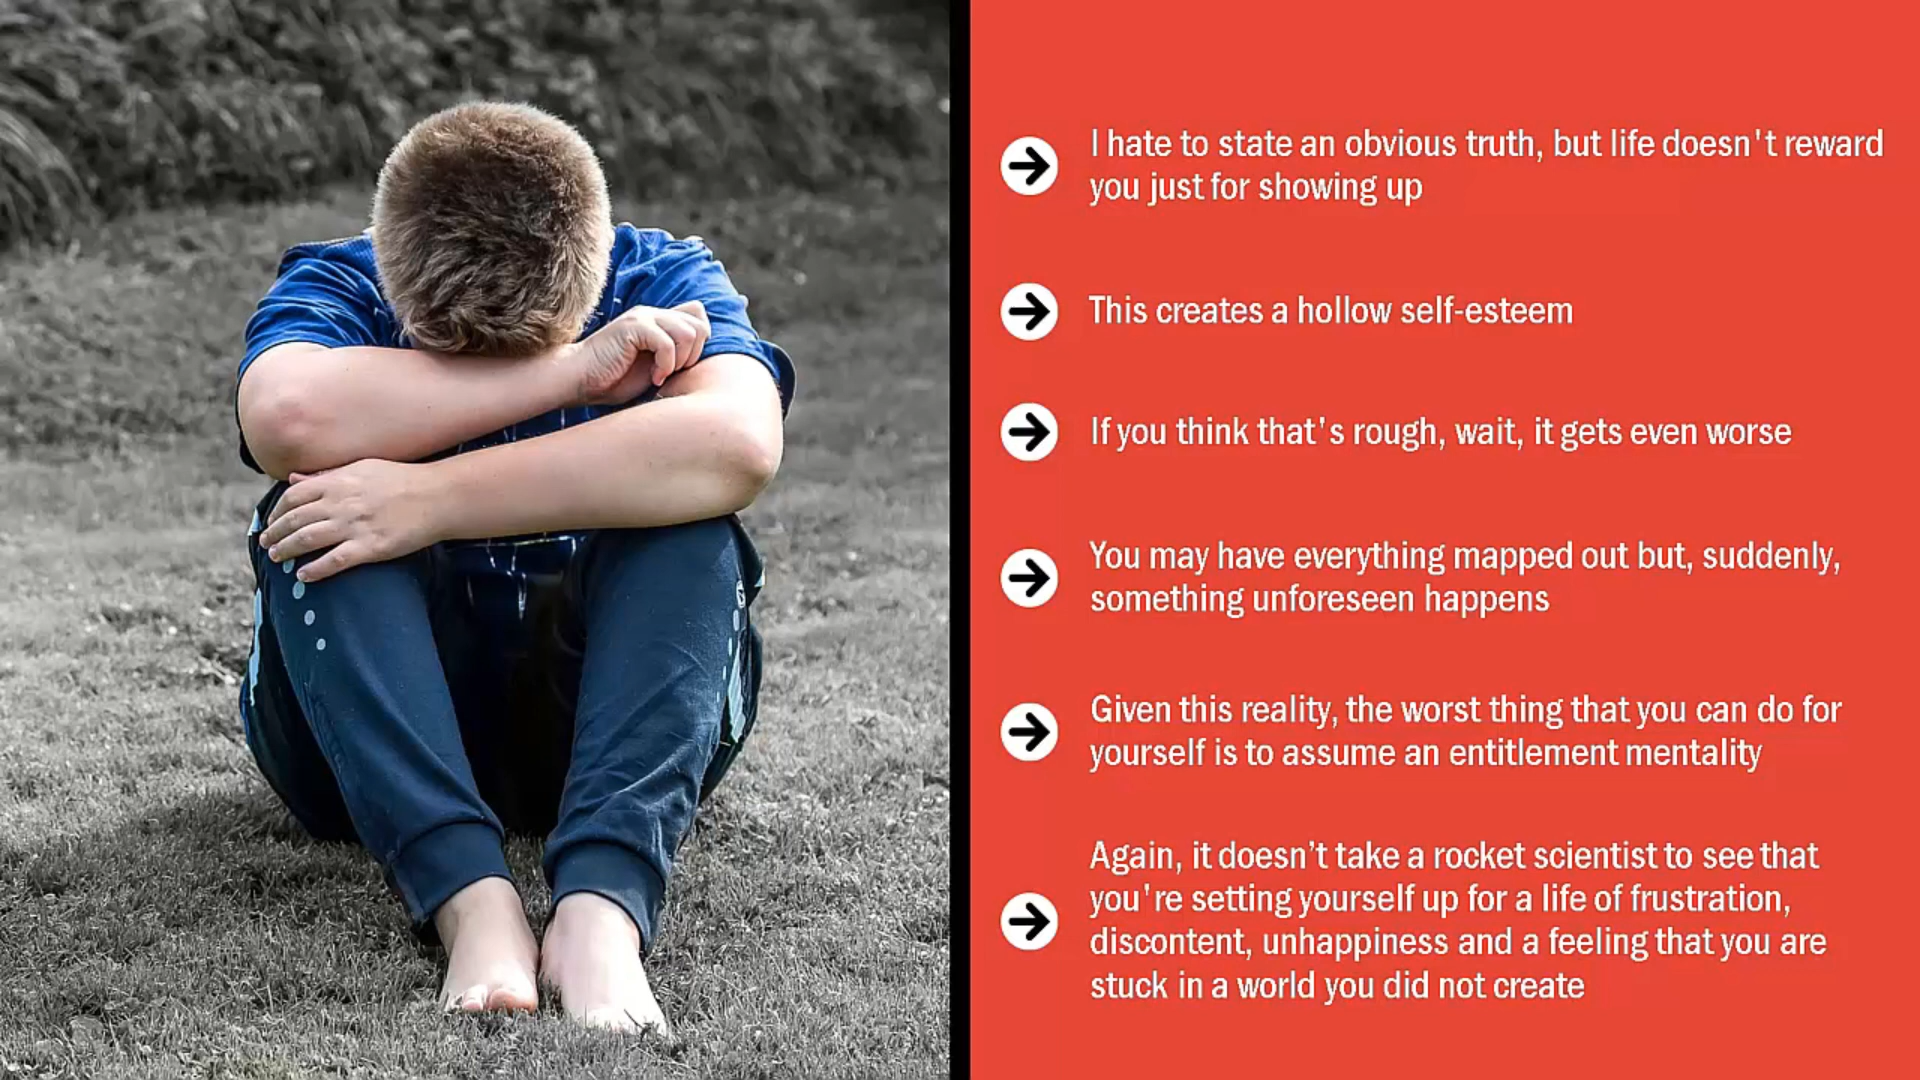 I hate to state an obvious truth, but life doesn't reward
you just for showing up
This creates a hollow self-esteem
If you think that's rough, wait, it gets even worse
You may have everything mapped out but, suddenly,
something unforeseen happens
Given this reality, the worst thing that you can do for
yourself is to assume an entitlement mentality
Again, it doesn’t take a rocket scientist to see that
you're setting yourself up for a life of frustration,
discontent, unhappiness and a feeling that you are
stuck in a world you did not create